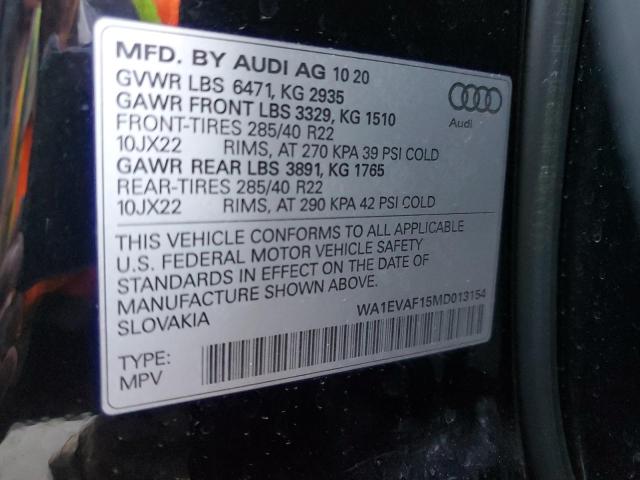 MFD. BY AUDI AG 10 20
GVWR LBS 6471, KG 2935
GAWR FRONT LBS 3329, KG 1510
FRONT-TIRES 285/40 R22
10JX22 RIMS, AT 270 KPA 39 PSI COLD
GAWR REAR LBS 3891, KG 1765
REAR-TIRES 285/40 R22
10JX22 RIMS, AT 290 KPA 42 PSI COLD
Audi
THIS VEHICLE CONFORMS TO ALL APPLICABLE
U.S. FEDERAL MOTOR VEHICLE SAFETY
STANDARDS IN EFFECT ON THE DATE OF
MANUFACTURE SHOWN ABOVE.
SLOVAKIA
WA1EVAF15MD013154
TYPE:
MPV